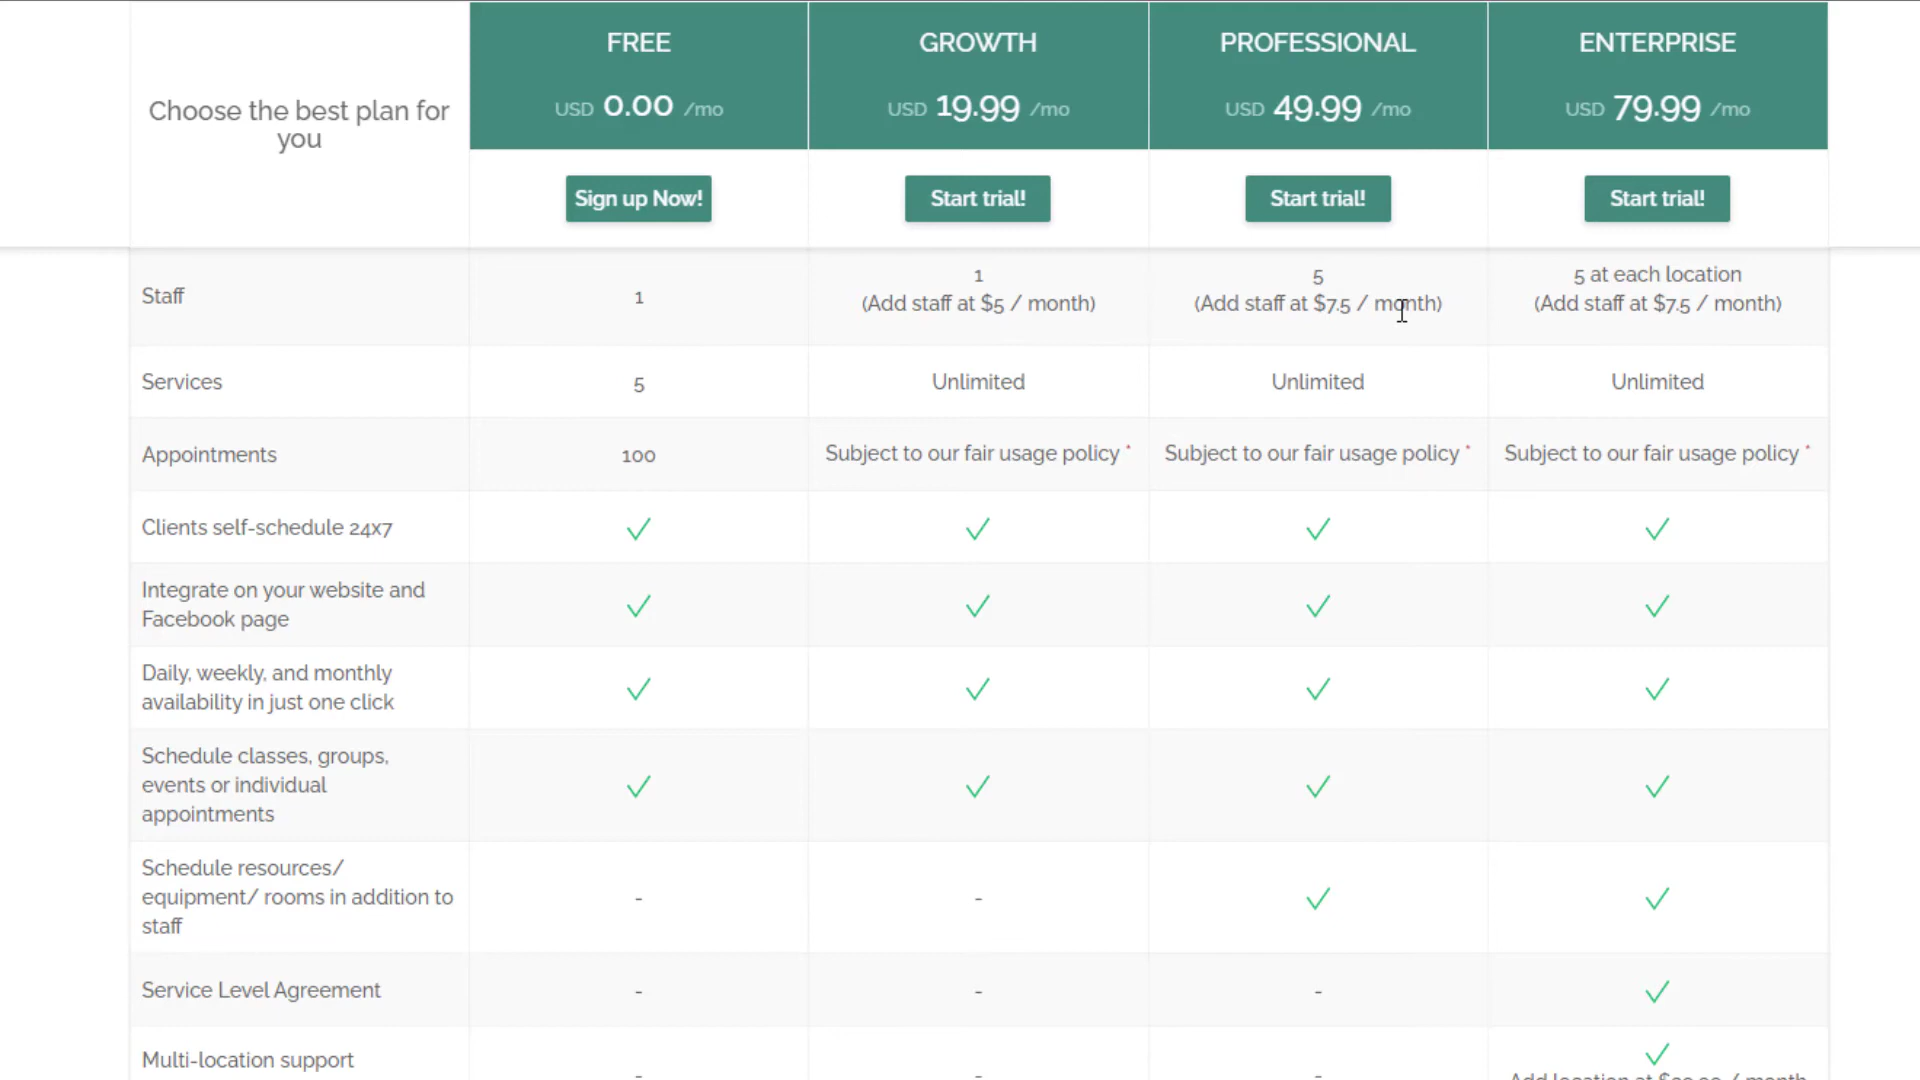 Choose the best plan for
you
FREE
USD 0.00 /mo
Sign up Now!
GROWTH
USD 19.99 /mo
Start trial!
PROFESSIONAL
USD 49.99 /mo
Start trial!
ENTERPRISE
USD 79.99 /mo
Start trial!
Staff
1
1
(Add staff at $5 / month)
5
(Add staff at $7.5 / month)
5 at each location
(Add staff at $7.5 / month)
Services
5
Unlimited
Unlimited
Unlimited
Appointments
100
Subject to our fair usage policy *
Subject to our fair usage policy *
Subject to our fair usage policy *
Clients self-schedule 24x7
Integrate on your website and
Facebook page
Daily, weekly, and monthly
availability in just one click
Schedule classes, groups,
events or individual
appointments
Schedule resources/
equipment/ rooms in addition to
staff
-
-
Service Level Agreement
-
-
-
Multi-location support
-
-
-
Add location at / month